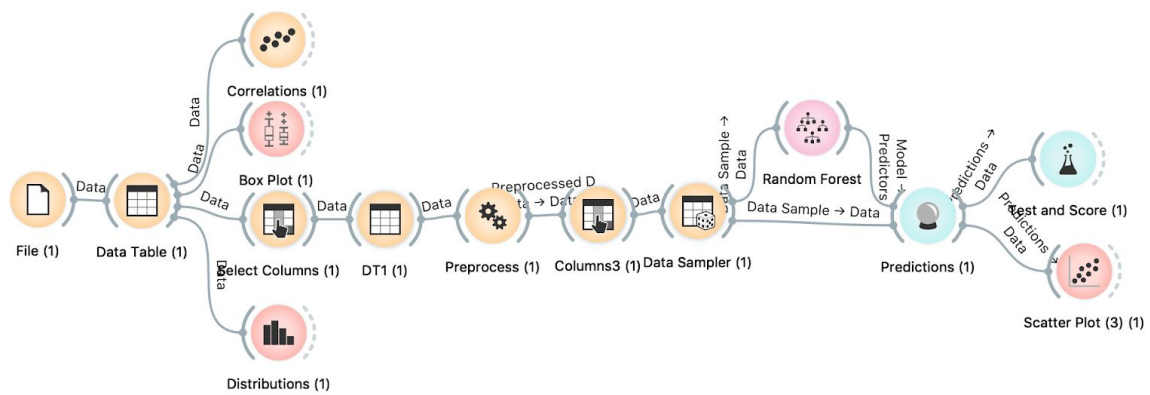 Correlations (1)
Data
Data
Box Plot (1)
Data
Data
File (1)
Data Table (1)
Data
Select Columns (1)
Distributions (1)
Data
DT1 (1)
Data
Preprocess (1)
Preprocessed D
→ Data
Columns3 (1)
Data
Data Sampler (1)
Data Sample →
Data
Random Forest
Data Sample → Data
Model →
Predictors
Predictions (1)
Predictions →
Data
Test and Score (1)
Predictions
Data
Scatter Plot (3) (1)